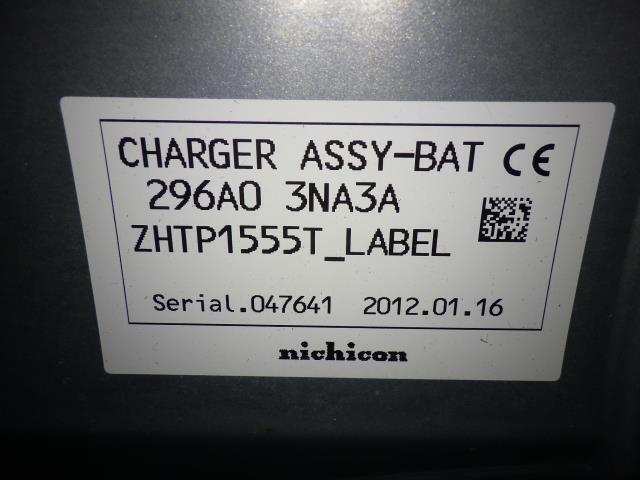 CHARGER ASSY-BAT CE
296A0 3NA3A
ZHTP1555T_LABEL
Serial.047641 2012.01.16
nichicon